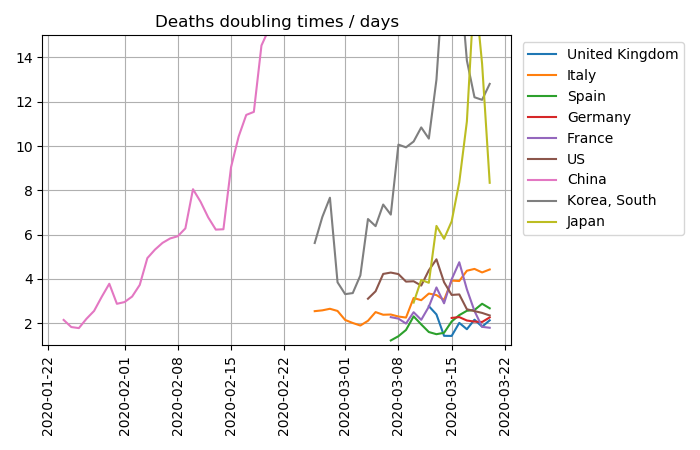 Deaths doubling times / days
14
12
10
8
6
4
2
2020-01-22
2020-02-01
2020-02-08
2020-02-15
2020-02-22
2020-03-01
2020-03-08
2020-03-15
2020-03-22
United Kingdom
Italy
Spain
Germany
France
US
China
Korea, South
Japan